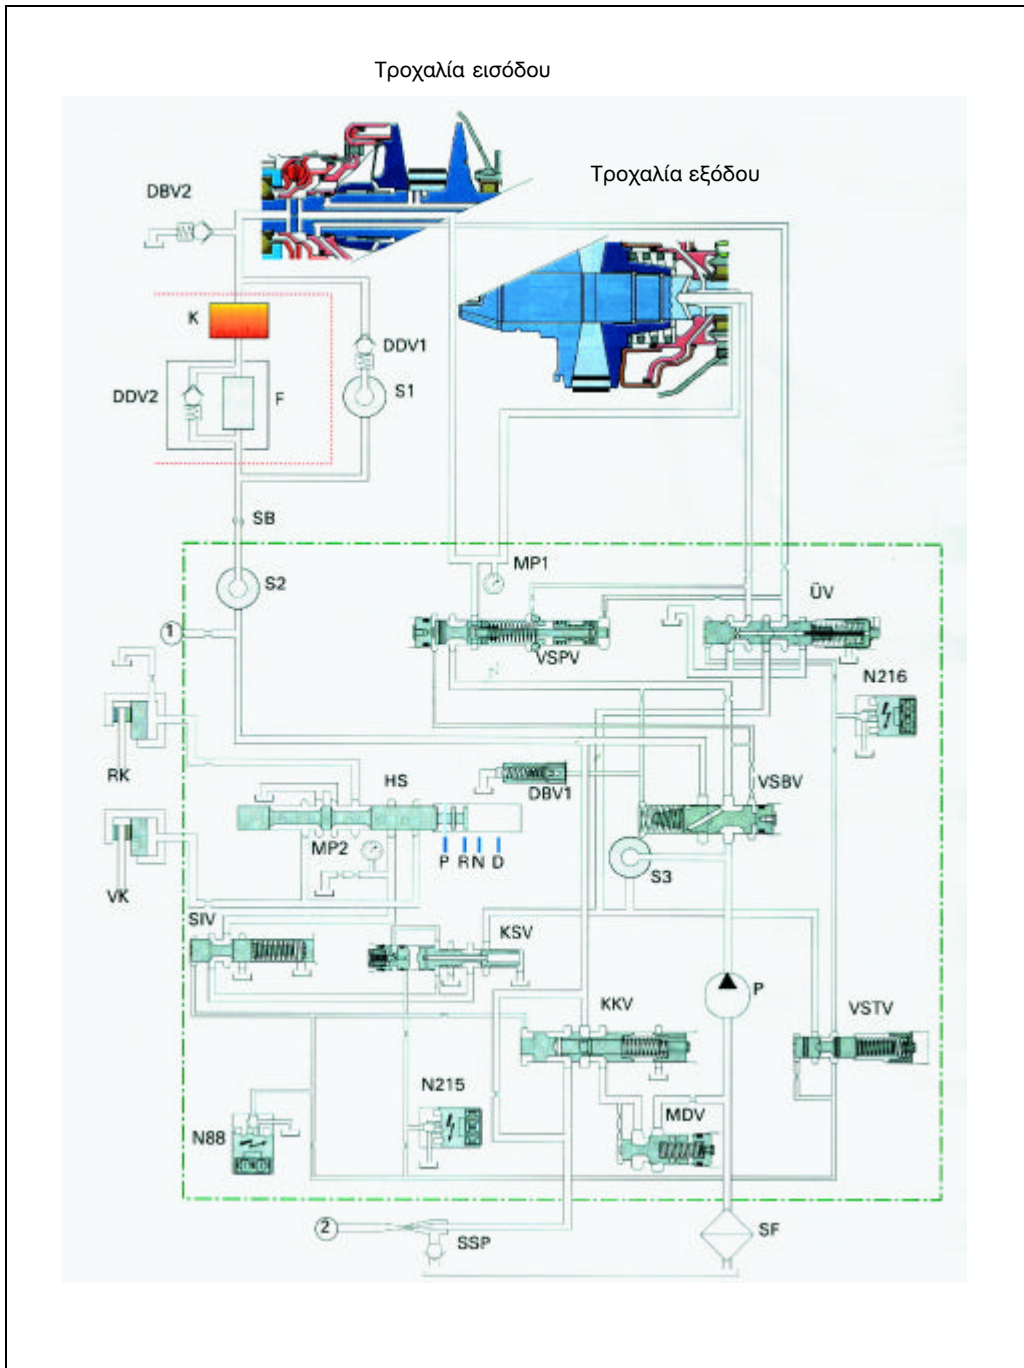 Τροχαλία εισόδου
Τροχαλία εξόδου
DBV2
K
DDV1
DDV2
F
S1
SB
S2
MP1
ÜV
1
VSPV
N216
RK
HS
DBV1
VSBV
MP2
P R N D
S3
VK
SIV
KSV
P
KKV
VSTV
N215
MDV
N88
2
SSP
SF